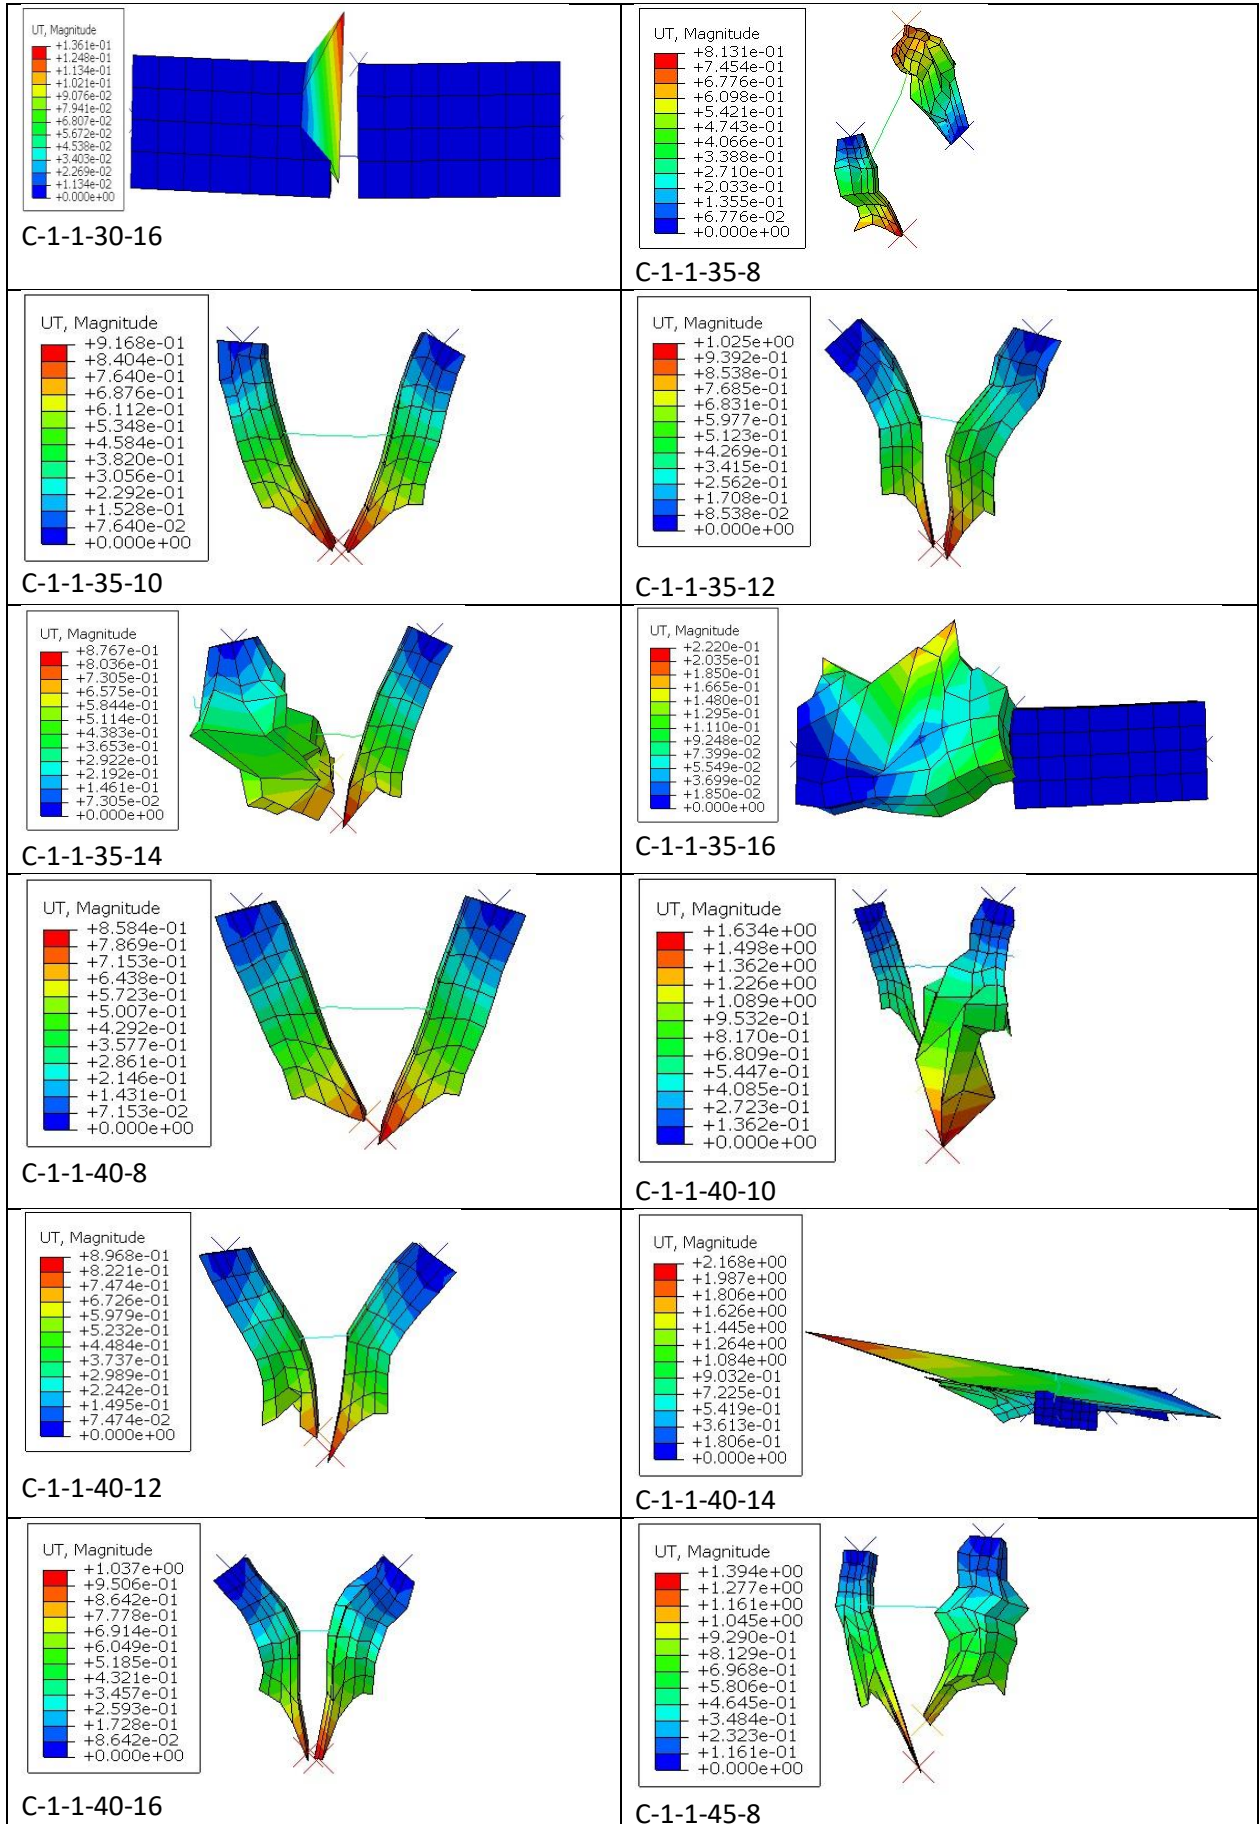 UT, Magnitude
+1.361e-01
+1.248e-01
+1.134e-01
+1.021e-01
+9.076e-02
+7.941e-02
+6.807e-02
+5.672e-02
+4.538e-02
+3.403e-02
+2.269e-02
+1.134e-02
+0.000e+00
C-1-1-30-16
UT, Magnitude
+8.131e-01
+7.454e-01
+6.776e-01
+6.098e-01
+5.421e-01
+4.743e-01
+4.066e-01
+3.388e-01
+2.710e-01
+2.033e-01
+1.355e-01
+6.776e-02
+0.000e+00
C-1-1-35-8
UT, Magnitude
+9.168e-01
+8.404e-01
+7.640e-01
+6.876e-01
+6.112e-01
+5.348e-01
+4.584e-01
+3.820e-01
+3.056e-01
+2.292e-01
+1.528e-01
+7.640e-02
+0.000e+00
C-1-1-35-10
UT, Magnitude
+1.025e+00
+9.392e-01
+8.538e-01
+7.685e-01
+6.831e-01
+5.977e-01
+5.123e-01
+4.269e-01
+3.415e-01
+2.562e-01
+1.708e-01
+8.538e-02
+0.000e+00
C-1-1-35-12
UT, Magnitude
+8.767e-01
+8.036e-01
+7.305e-01
+6.575e-01
+5.844e-01
+5.114e-01
+4.383e-01
+3.653e-01
+2.922e-01
+2.192e-01
+1.461e-01
+7.305e-02
+0.000e+00
C-1-1-35-14
UT, Magnitude
+2.220e-01
+2.035e-01
+1.850e-01
+1.665e-01
+1.480e-01
+1.295e-01
+1.110e-01
+9.248e-02
+7.399e-02
+5.549e-02
+3.699e-02
+1.850e-02
+0.000e+00
C-1-1-35-16
UT, Magnitude
+8.584e-01
+7.869e-01
+7.153e-01
+6.438e-01
+5.723e-01
+5.007e-01
+4.292e-01
+3.577e-01
+2.861e-01
+2.146e-01
+1.431e-01
+7.153e-02
+0.000e+00
C-1-1-40-8
UT, Magnitude
+1.634e+00
+1.498e+00
+1.362e+00
+1.226e+00
+1.089e+00
+9.532e-01
+8.170e-01
+6.809e-01
+5.447e-01
+4.085e-01
+2.723e-01
+1.362e-01
+0.000e+00
C-1-1-40-10
UT, Magnitude
+8.968e-01
+8.221e-01
+7.474e-01
+6.726e-01
+5.979e-01
+5.232e-01
+4.484e-01
+3.737e-01
+2.989e-01
+2.242e-01
+1.495e-01
+7.474e-02
+0.000e+00
C-1-1-40-12
UT, Magnitude
+2.168e+00
+1.987e+00
+1.806e+00
+1.626e+00
+1.445e+00
+1.264e+00
+1.084e+00
+9.032e-01
+7.225e-01
+5.419e-01
+3.613e-01
+1.806e-01
+0.000e+00
C-1-1-40-14
UT, Magnitude
+1.037e+00
+9.506e-01
+8.642e-01
+7.778e-01
+6.914e-01
+6.049e-01
+5.185e-01
+4.321e-01
+3.457e-01
+2.593e-01
+1.728e-01
+8.642e-02
+0.000e+00
C-1-1-40-16
UT, Magnitude
+1.394e+00
+1.277e+00
+1.161e+00
+1.045e+00
+9.290e-01
+8.129e-01
+6.968e-01
+5.806e-01
+4.645e-01
+3.484e-01
+2.323e-01
+1.161e-01
+0.000e+00
C-1-1-45-8